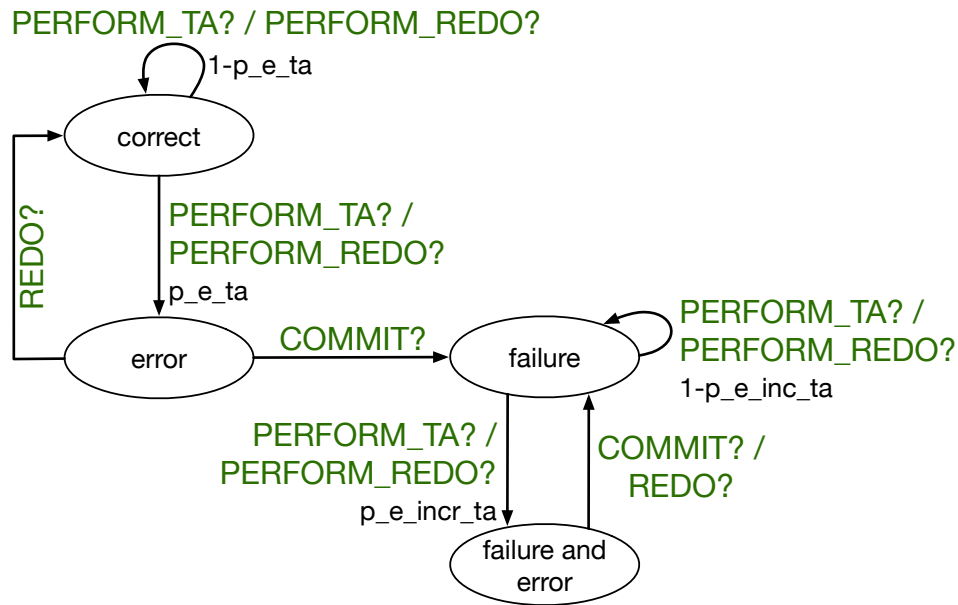 PERFORM_TA? / PERFORM_REDO?
1-p_e_ta
correct
REDO?
PERFORM_TA? /
PERFORM_REDO?
p_e_ta
error
COMMIT?
failure
PERFORM_TA? /
PERFORM_REDO?
1-p_e_inc_ta
PERFORM_TA? /
PERFORM_REDO?
p_e_incr_ta
COMMIT? /
REDO?
failure and
error